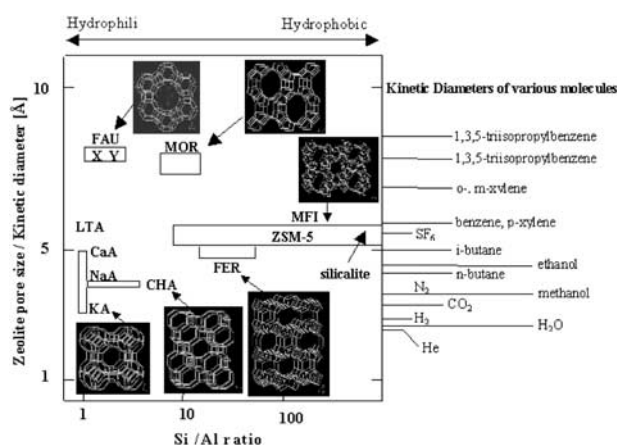 Hydrophili
Hydrophobic
Zeolite pore size / Kinetic diameter [Å]
10
5
1
FAU
X Y
MOR
MFI
ZSM-5
silicalite
LTA
CaA
NaA
KA
CHA
FER
Kinetic Diameters of various molecules
1,3,5-triisopropylbenzene
1,3,5-triisopropylbenzene
o-. m-xylene
benzene, p-xylene
SF6
i-butane
ethanol
n-butane
N2
methanol
CO2
H2
H2O
He
1
10
100
Si /Al ratio